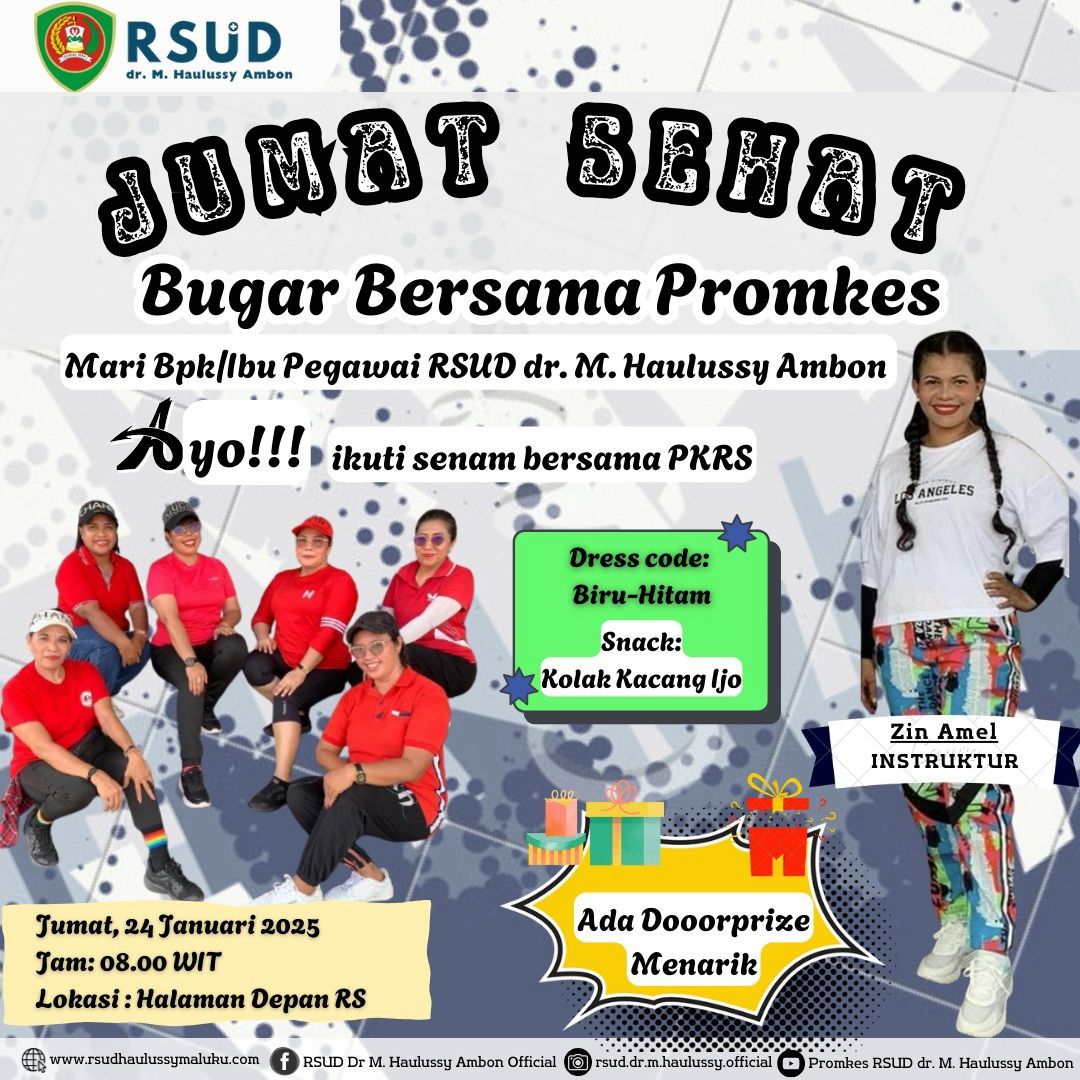 RSUD
dr. M. Haulussy Ambon
JUMAT SEHAT
Bugar Bersama Promkes
Mari Bpk/Ibu Pegawai RSUD dr. M. Haulussy Ambon
Ayo!!! ikuti senam bersama PKRS
Dress code:
Biru-Hitam
Snack:
Kolak Kacang Ijo
LOS ANGELES
Zin Amel
INSTRUKTUR
Ada Dooorprize
Menarik
Jumat, 24 Januari 2025
Jam: 08.00 WIT
Lokasi : Halaman Depan RS
www.rsudhaulussymaluku.com RSUD Dr M. Haulussy Ambon Official rsud.dr.m.haulussy.official Promkes RSUD dr. M. Haulussy Ambon